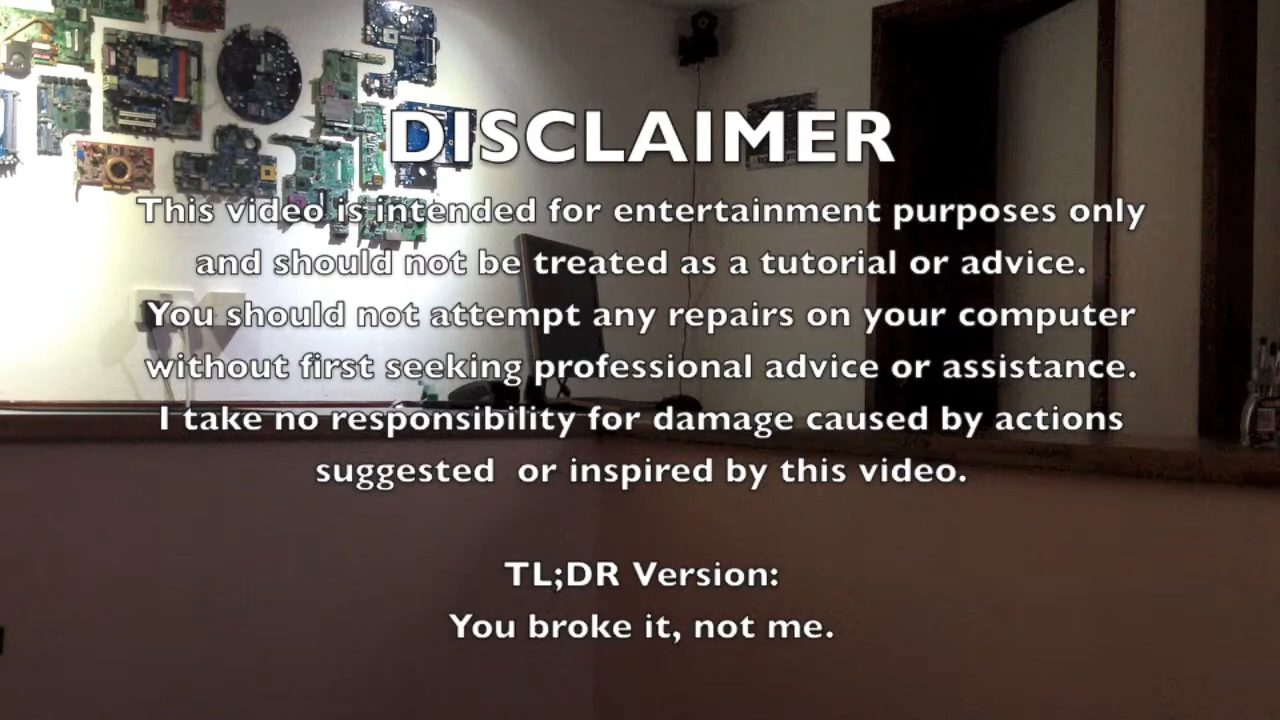 DISCLAIMER
This video is intended for entertainment purposes only
and should not be treated as a tutorial or advice.
You should not attempt any repairs on your computer
without first seeking professional advice or assistance.
I take no responsibility for damage caused by actions
suggested  or inspired by this video.
TL;DR Version:
You broke it, not me.